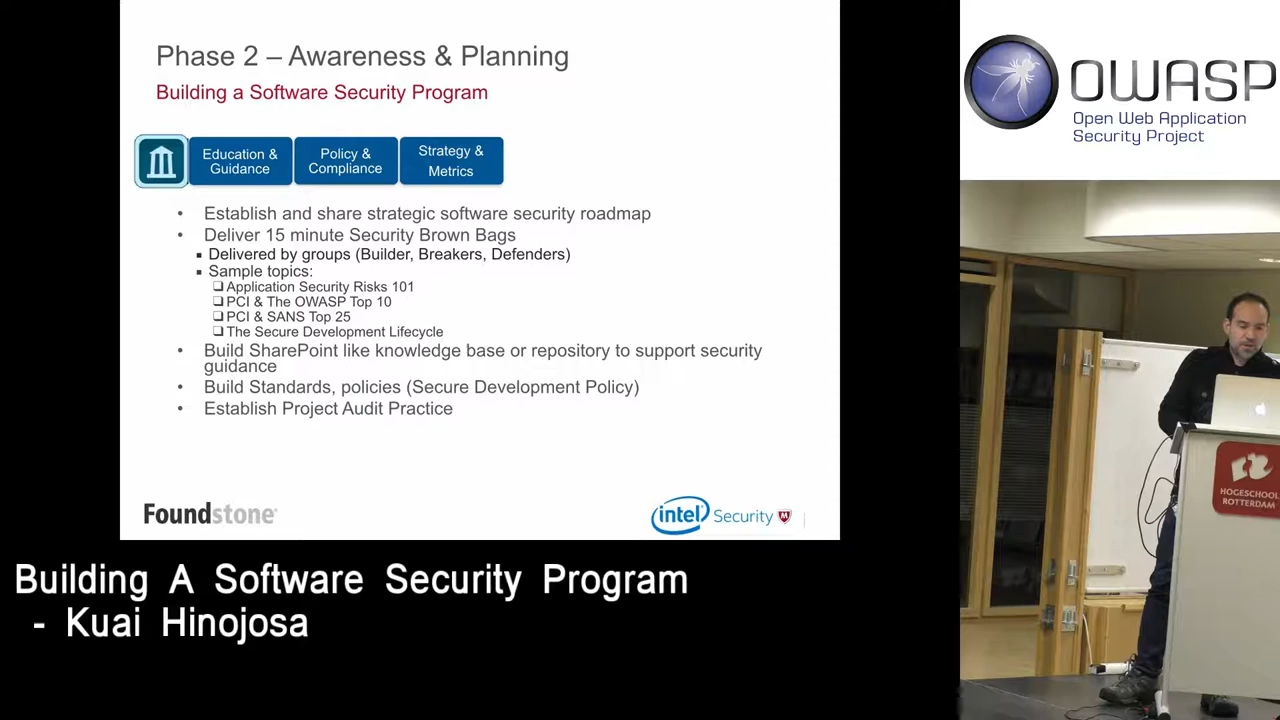 Phase 2 – Awareness & Planning
Building a Software Security Program
Education &
Guidance
Policy &
Compliance
Strategy &
Metrics
• Establish and share strategic software security roadmap
• Deliver 15 minute Security Brown Bags
▪ Delivered by groups (Builder, Breakers, Defenders)
▪ Sample topics:
❑ Application Security Risks 101
❑ PCI & The OWASP Top 10
❑ PCI & SANS Top 25
❑ The Secure Development Lifecycle
• Build SharePoint like knowledge base or repository to support security
guidance
• Build Standards, policies (Secure Development Policy)
• Establish Project Audit Practice
Foundstone
intel Security
Building A Software Security Program
- Kuai Hinojosa
OWASP
Open Web Application
Security Project
HOGESCHOOL
ROTTERDAM